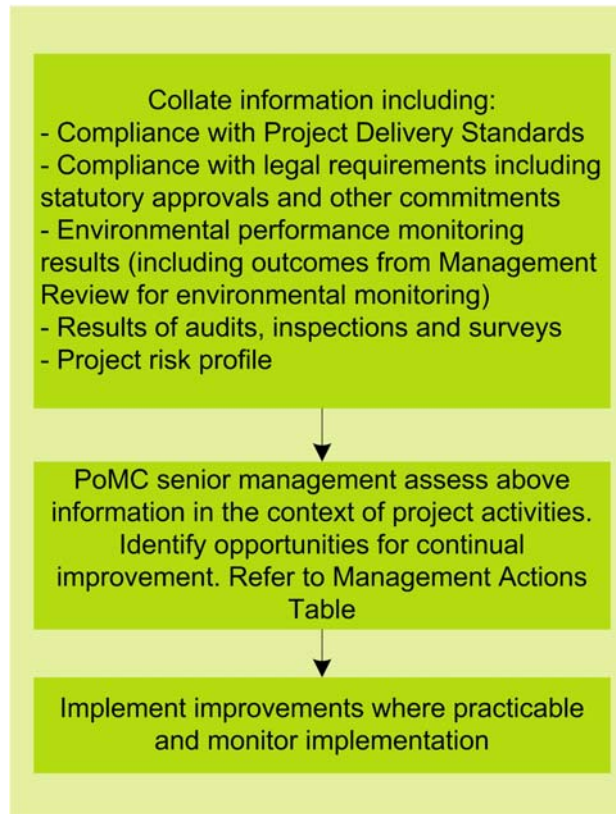 Collate information including:
- Compliance with Project Delivery Standards
- Compliance with legal requirements including
statutory approvals and other commitments
- Environmental performance monitoring
results (including outcomes from Management
Review for environmental monitoring)
- Results of audits, inspections and surveys
- Project risk profile
PoMC senior management assess above
information in the context of project activities.
Identify opportunities for continual
improvement. Refer to Management Actions
Table
Implement improvements where practicable
and monitor implementation